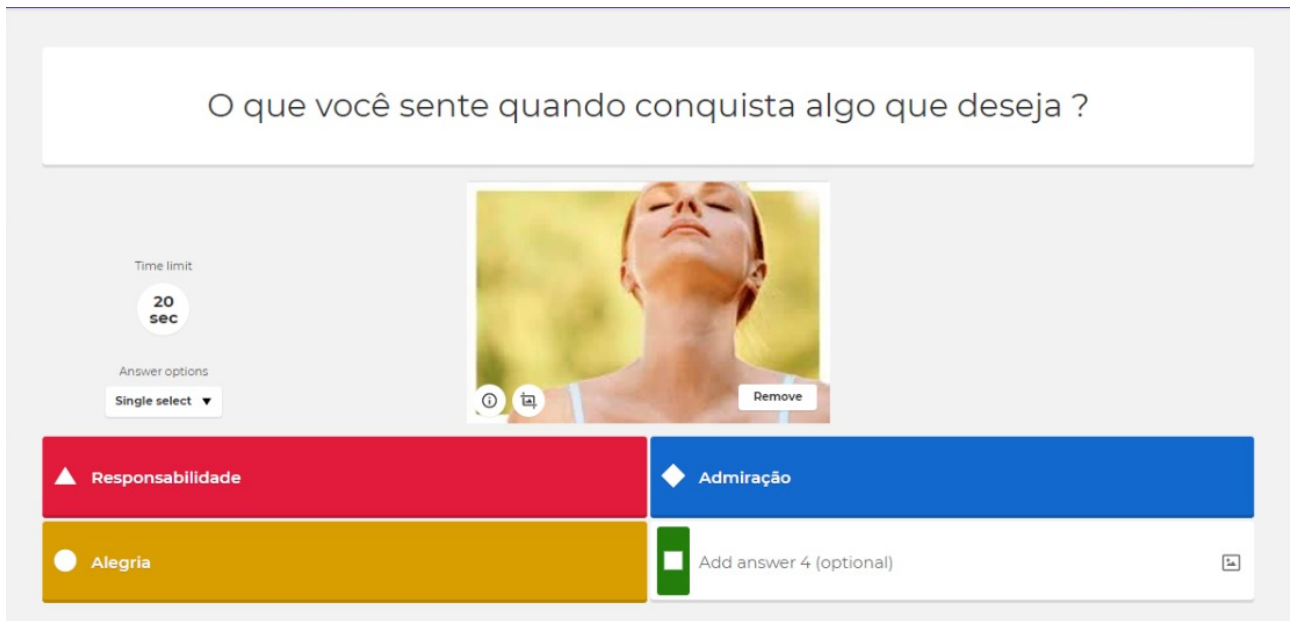 O que você sente quando conquista algo que deseja ?
Time limit
20
sec
Answer options
Single select
Remove
Responsabilidade
Admiração
Alegria
Add answer 4 (optional)